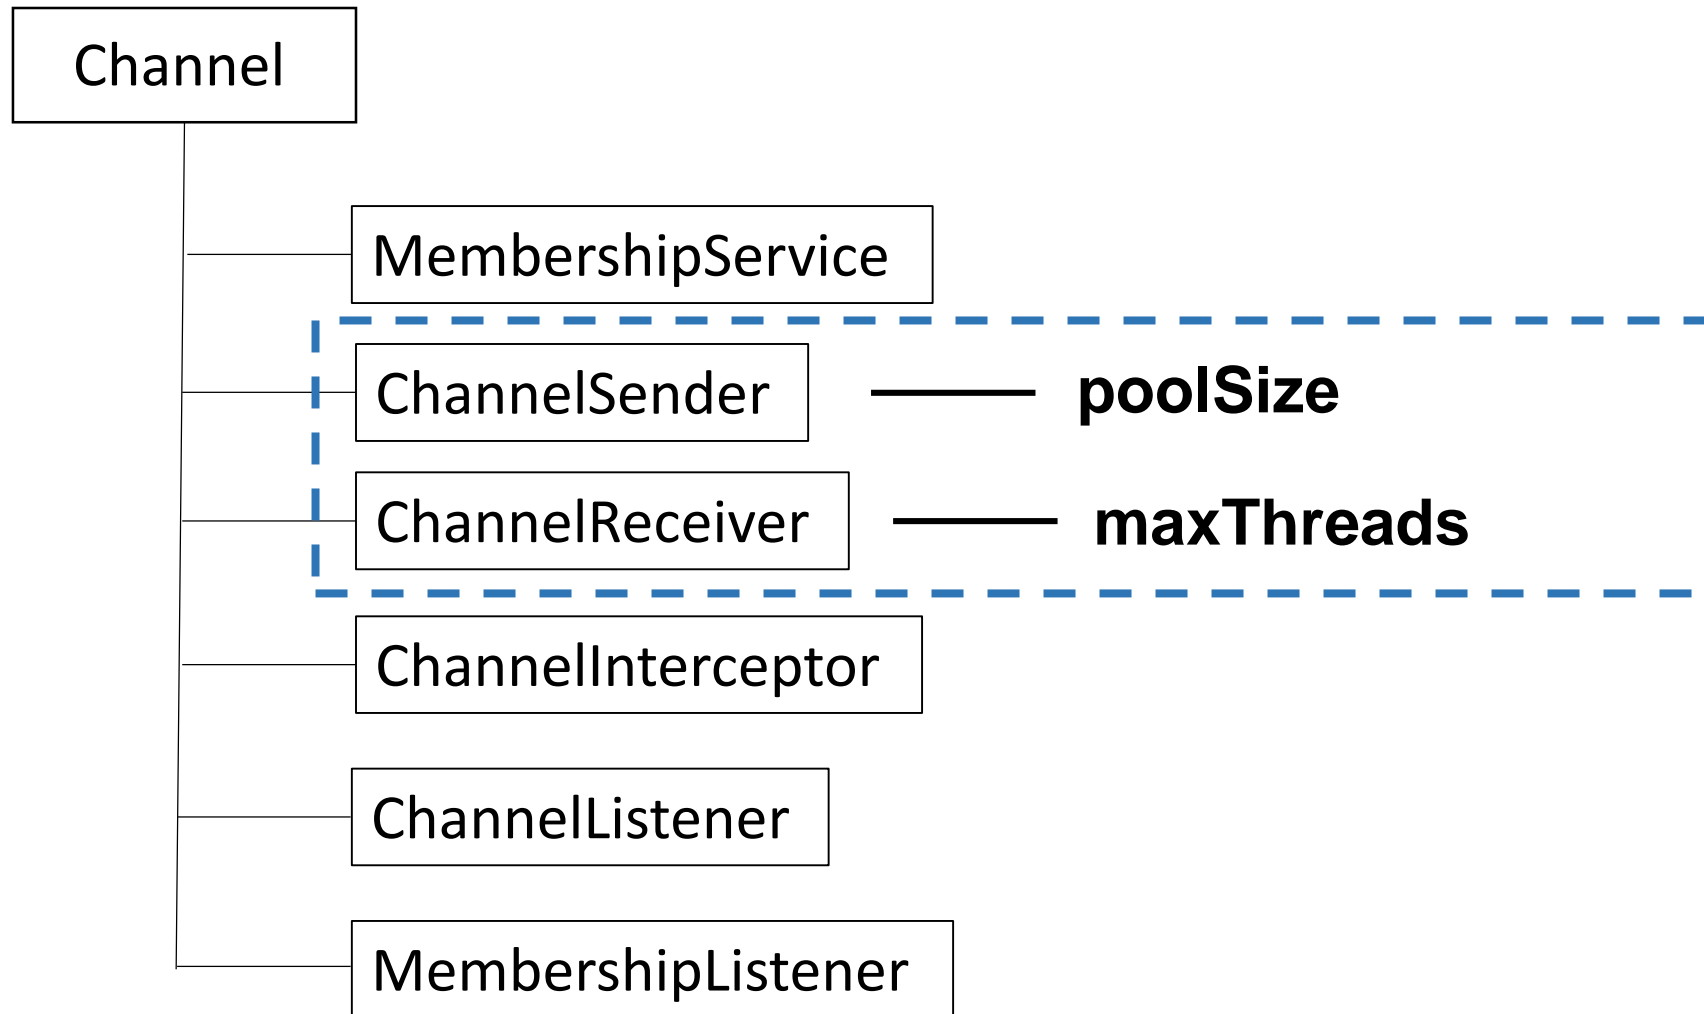 Channel
MembershipService
ChannelSender
poolSize
ChannelReceiver
maxThreads
ChannelInterceptor
ChannelListener
MembershipListener